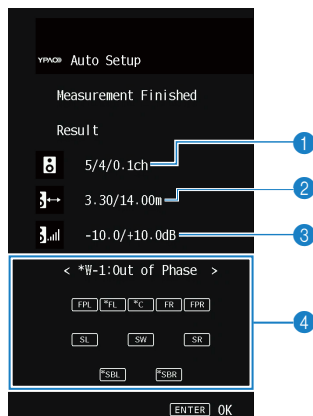 YPAO Auto Setup
Measurement Finished
Result
5/4/0.1ch
1
3.30/14.00m
2
-10.0/+10.0dB
3
< *W-1:Out of Phase >
FPL *FL *C FR FPR
4
SL SW SR
*SBL *SBR
ENTER OK